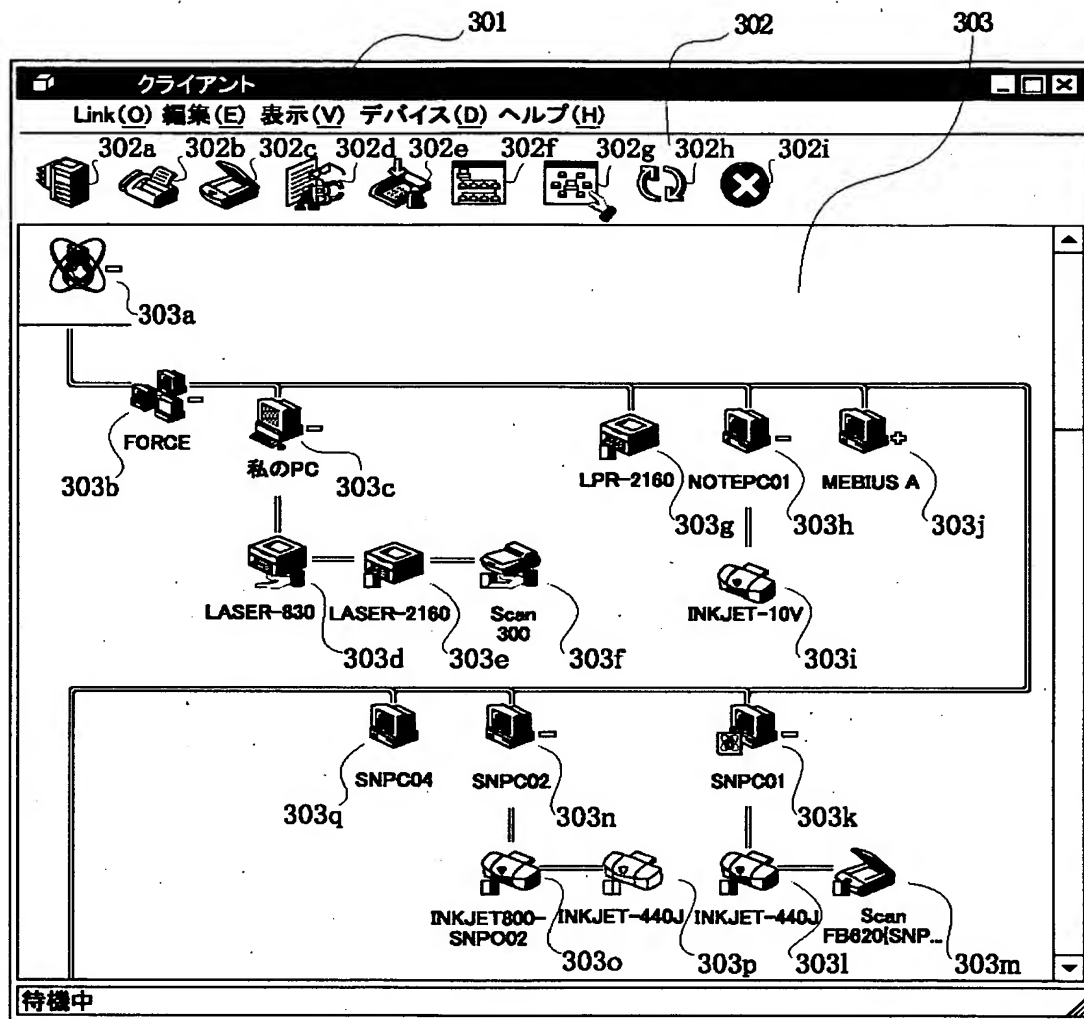 301 302 303
クライアント
Link(O) 編集(E) 表示(V) デバイス(D) ヘルプ(H)
302a 302b 302c 302d 302e 302f 302g 302h 302i
303a
FORCE
303b
私のPC
303c
LPR-2160
303g
NOTEPC01
303h
MEBIUS A
303j
LASER-830
303d
LASER-2160
303e
Scan
300
303f
INKJET-10V
303i
SNPC04
303q
SNPC02
303n
SNPC01
303k
INKJET800-
SNPO02
303o
INKJET-440J
303p
INKJET-440J
303l
Scan
FB620(SNP...
303m
待機中